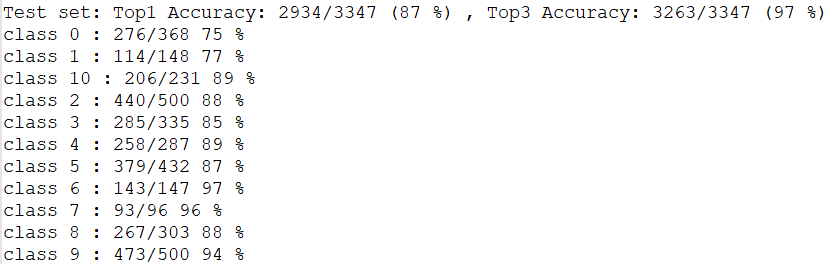 Test set: Top1 Accuracy: 2934/3347 (87 %) , Top3 Accuracy: 3263/3347 (97 %)
class 0 : 276/368 75 %
class 1 : 114/148 77 %
class 10 : 206/231 89 %
class 2 : 440/500 88 %
class 3 : 285/335 85 %
class 4 : 258/287 89 %
class 5 : 379/432 87 %
class 6 : 143/147 97 %
class 7 : 93/96 96 %
class 8 : 267/303 88 %
class 9 : 473/500 94 %